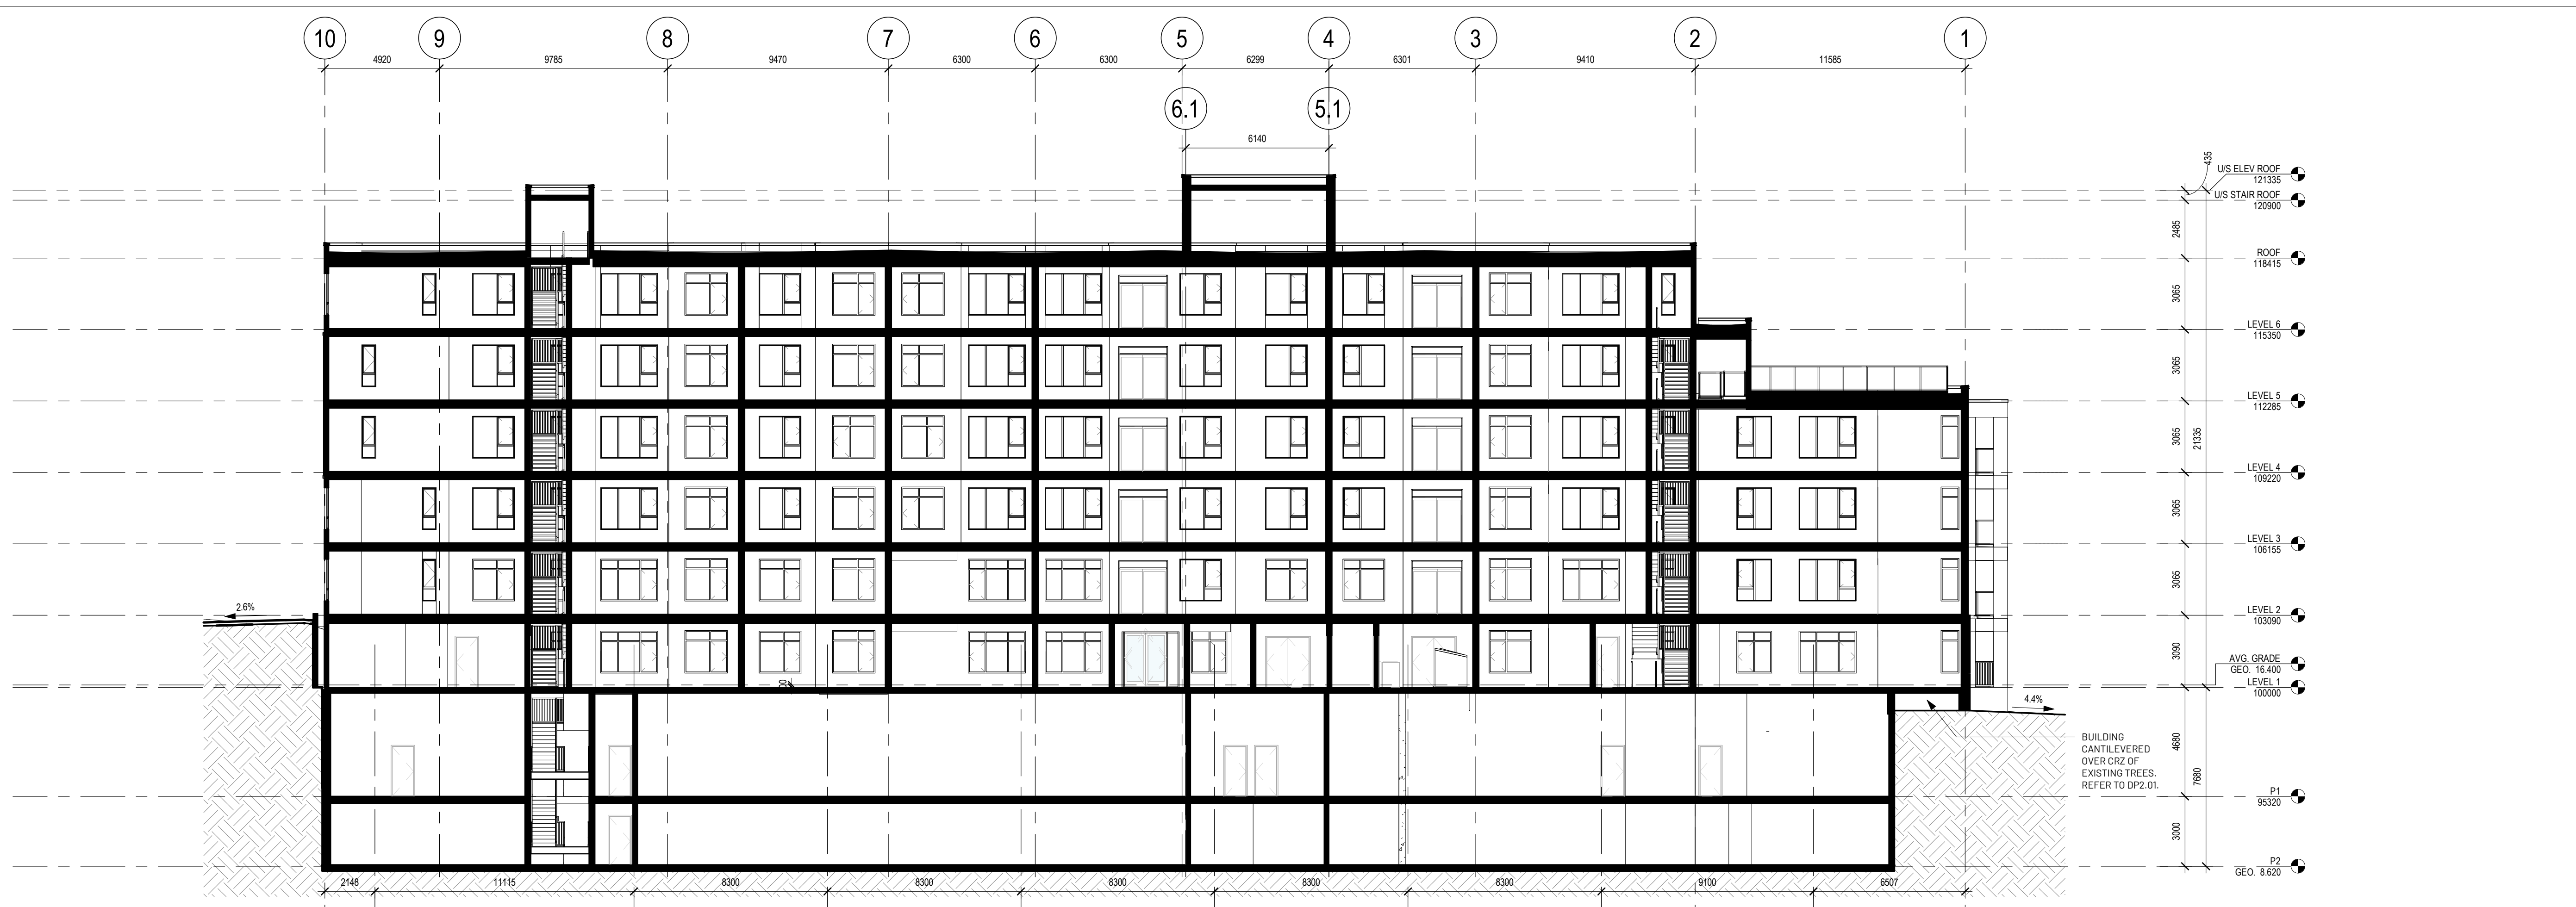 10 9 8 7 6 5 4 3 2 1
4920 9785 9470 6300 6300 6299 6301 9410 11585
6.1 5.1
6140
435
U/S ELEV ROOF
121335
U/S STAIR ROOF
120900
2485
ROOF
118415
3065
LEVEL 6
115350
3065
LEVEL 5
112285
3065
21335
LEVEL 4
109220
3065
LEVEL 3
106155
3065
2.6%
LEVEL 2
103090
3090
AVG. GRADE
GEO. 16.400
LEVEL 1
100000
4.4%
BUILDING
CANTILEVERED
OVER CRZ OF
EXISTING TREES.
REFER TO DP2.01.
4680
7680
P1
95320
3000
P2
GEO. 8.620
2148 11115 8300 8300 8300 8300 8300 9100 6507